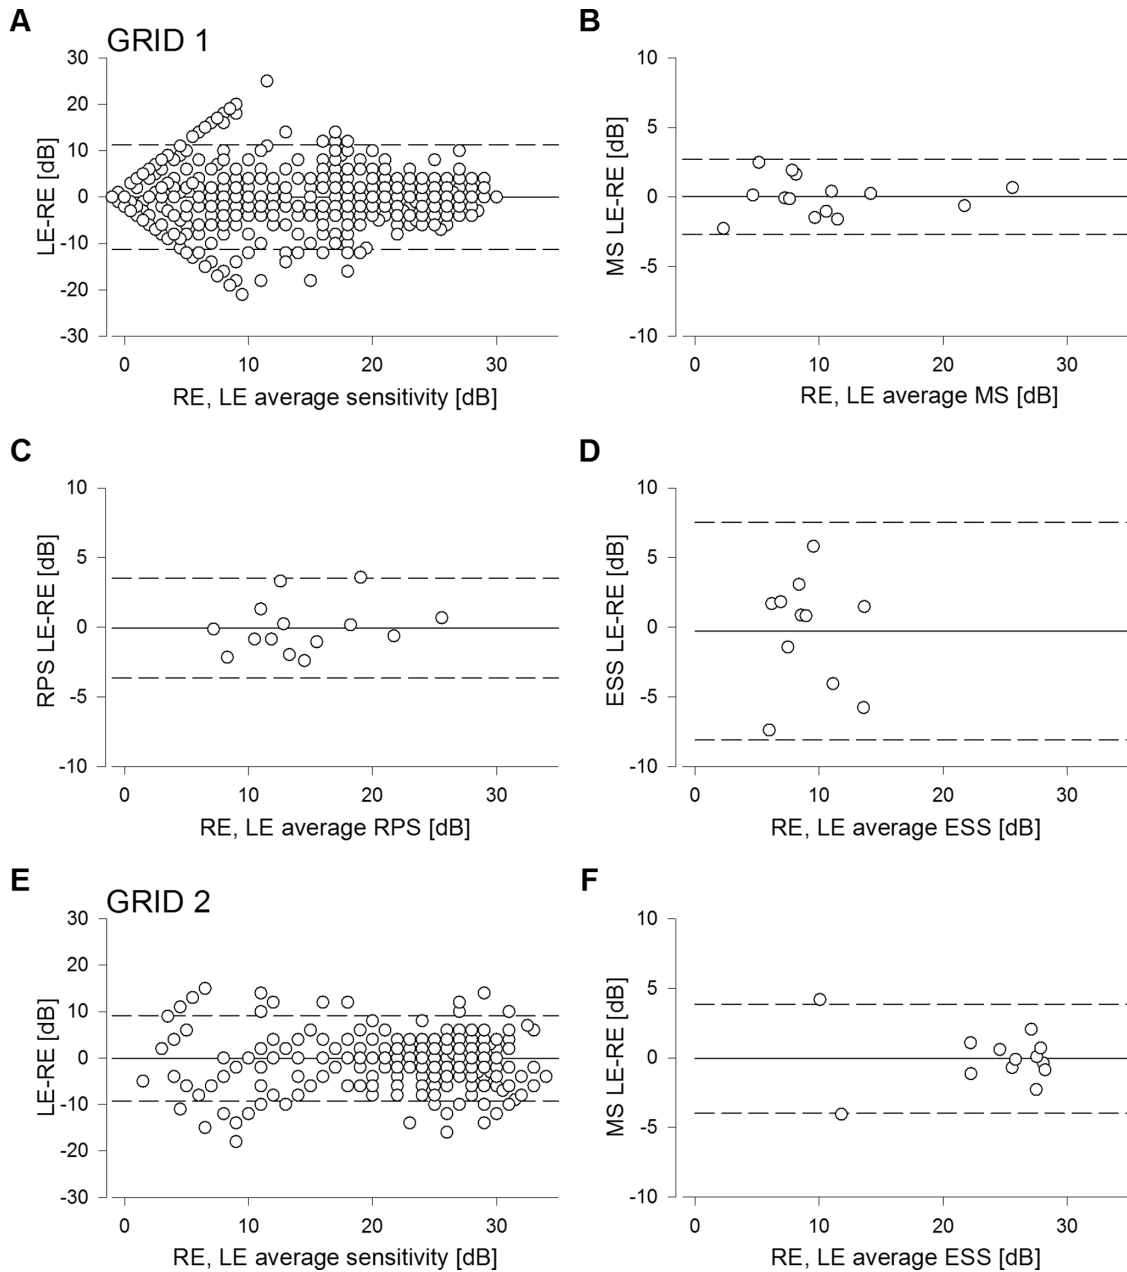 A
GRID 1
30
20
10
0
-10
-20
-30
LE-RE [dB]
0 10 20 30
RE, LE average sensitivity [dB]
B
10
5
0
-5
-10
MS LE-RE [dB]
0 10 20 30
RE, LE average MS [dB]
C
10
5
0
-5
-10
RPS LE-RE [dB]
0 10 20 30
RE, LE average RPS [dB]
D
10
5
0
-5
-10
ESS LE-RE [dB]
0 10 20 30
RE, LE average ESS [dB]
E
GRID 2
30
20
10
0
-10
-20
-30
LE-RE [dB]
0 10 20 30
RE, LE average sensitivity [dB]
F
10
5
0
-5
-10
MS LE-RE [dB]
0 10 20 30
RE, LE average ESS [dB]